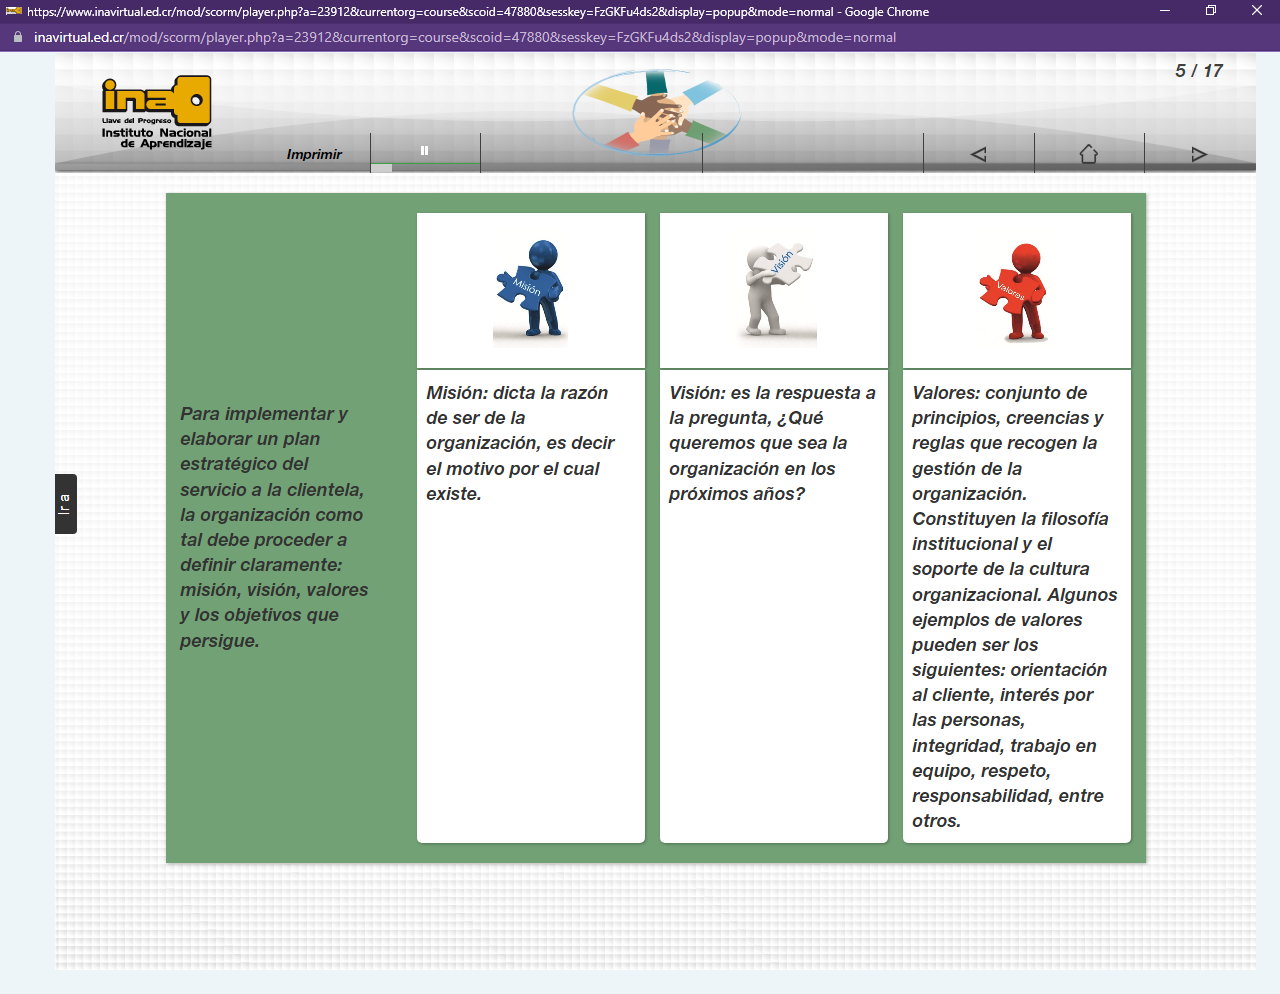 https://www.inavirtual.ed.cr/mod/scorm/player.php?a=23912&currentorg=course&scoid=47880&sesskey=FzGKFu4ds2&display=popup&mode=normal - Google Chrome
inavirtual.ed.cr/mod/scorm/player.php?a=23912&currentorg=course&scoid=47880&sesskey=FzGKFu4ds2&display=popup&mode=normal
5 / 17
ina
Llave del Progreso
Instituto Nacional
de Aprendizaje
Imprimir
Ir a
Para implementar y
elaborar un plan
estratégico del
servicio a la clientela,
la organización como
tal debe proceder a
definir claramente:
misión, visión, valores
y los objetivos que
persigue.
Misión
Misión: dicta la razón
de ser de la
organización, es decir
el motivo por el cual
existe.
Visión
Visión: es la respuesta a
la pregunta, ¿Qué
queremos que sea la
organización en los
próximos años?
Valores
Valores: conjunto de
principios, creencias y
reglas que recogen la
gestión de la
organización.
Constituyen la filosofía
institucional y el
soporte de la cultura
organizacional. Algunos
ejemplos de valores
pueden ser los
siguientes: orientación
al cliente, interés por
las personas,
integridad, trabajo en
equipo, respeto,
responsabilidad, entre
otros.